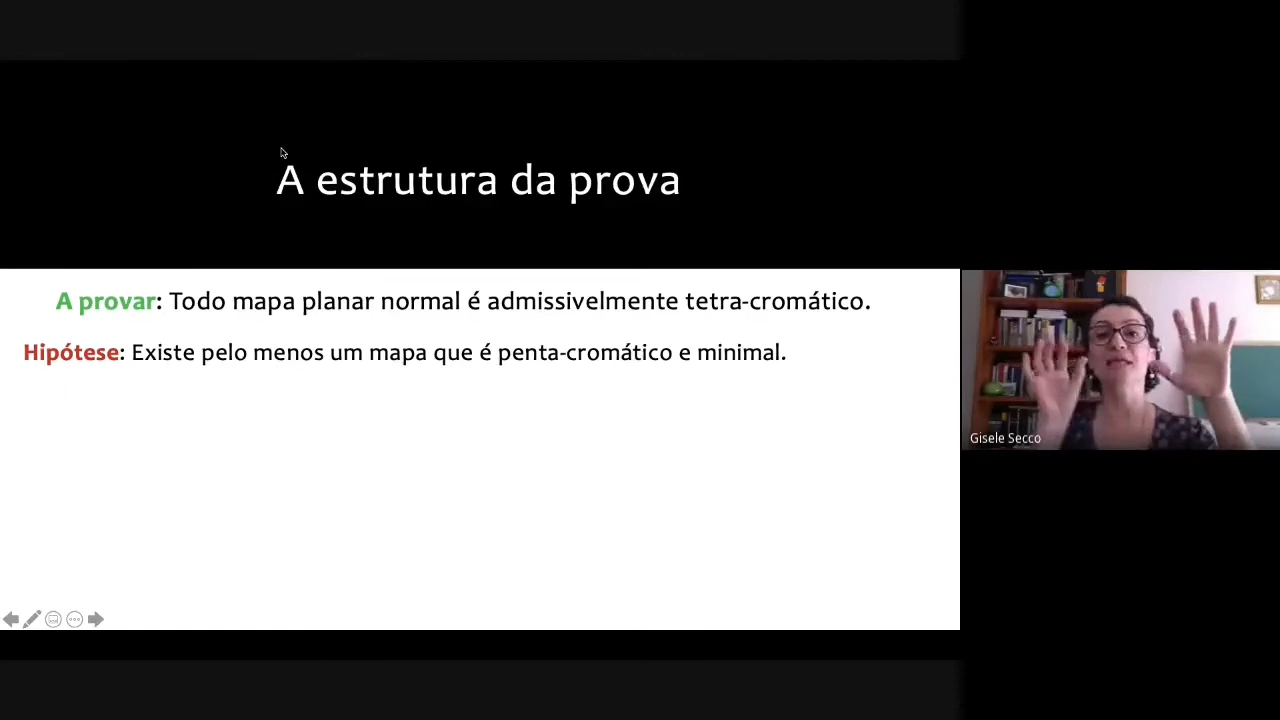 A estrutura da prova
A provar: Todo mapa planar normal é admissivelmente tetra-cromático.
Hipótese: Existe pelo menos um mapa que é penta-cromático e minimal.
Gisele Secco